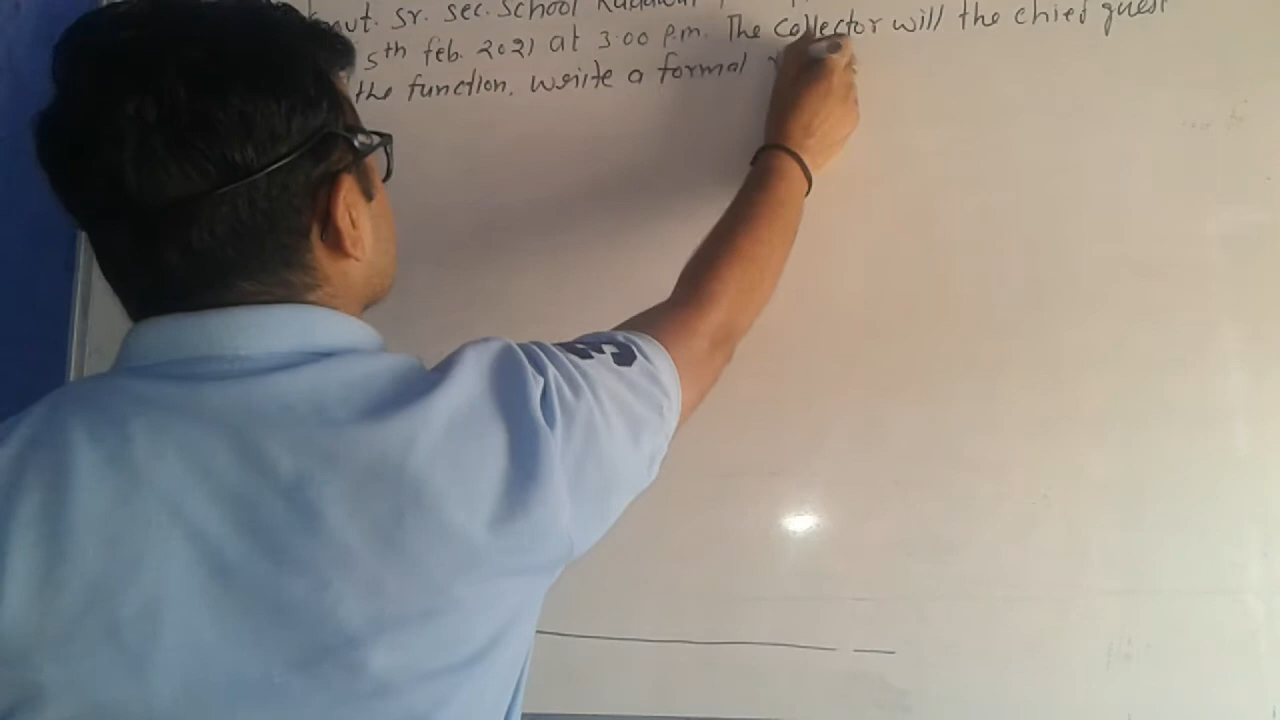 Sr. Sec. School
5th feb. 2021 at 3:00 p.m. The collector will the chief guest
the function. write a formal
3